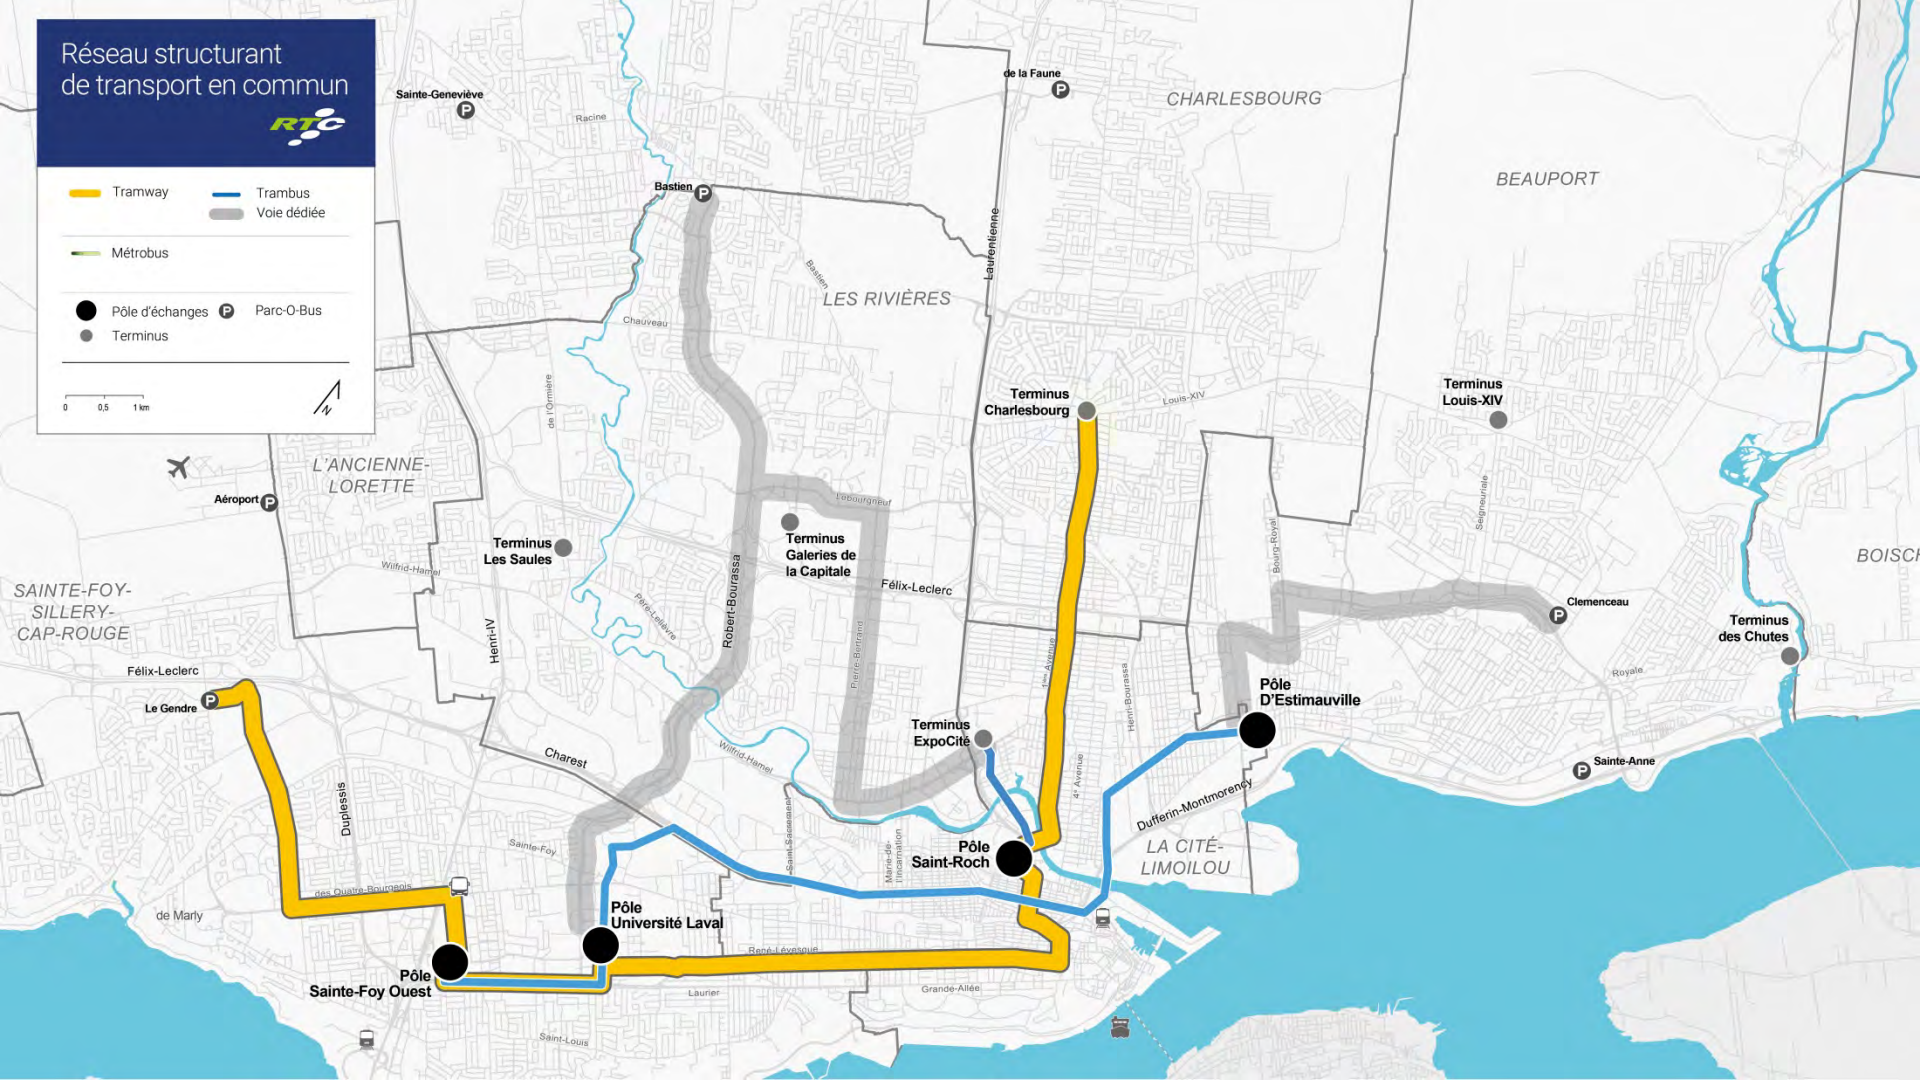 Réseau structurant
de transport en commun
RTC
Tramway
Trambus
Voie dédiée
Métrobus
Pôle d'échanges
P
Parc-O-Bus
Terminus
0
0,5
1 km
N
Sainte-Geneviève
P
Racine
de la Faune
P
CHARLESBOURG
BEAUPORT
Bastien
P
Laurentienne
Bastien
LES RIVIÈRES
Chauveau
de l'Ormière
Terminus
Charlesbourg
Louis-XIV
Terminus
Louis-XIV
L'ANCIENNE-
LORETTE
Aéroport
P
Lebourgneuf
Seigneuriale
Terminus
Les Saules
Terminus
Galeries de
la Capitale
Bourg-Royal
Wilfrid-Hamel
Robert-Bourassa
Félix-Leclerc
BOISCH
SAINTE-FOY-
SILLERY-
CAP-ROUGE
Père-Lelièvre
Clemenceau
P
Terminus
des Chutes
Henri-IV
Pierre-Bertrand
1ère Avenue
Henri-Bourassa
Félix-Leclerc
Royale
Le Gendre
P
Pôle
D'Estimauville
Terminus
ExpoCité
Charest
Wilfrid-Hamel
4e Avenue
Sainte-Anne
P
Duplessis
Dufferin-Montmorency
Saint-Sacrement
Sainte-Foy
Marie-de-
l'Incarnation
Pôle
Saint-Roch
LA CITÉ-
LIMOILOU
des Quatre-Bourgeois
de Marly
Pôle
Université Laval
René-Lévesque
Pôle
Sainte-Foy Ouest
Laurier
Grande-Allée
Saint-Louis